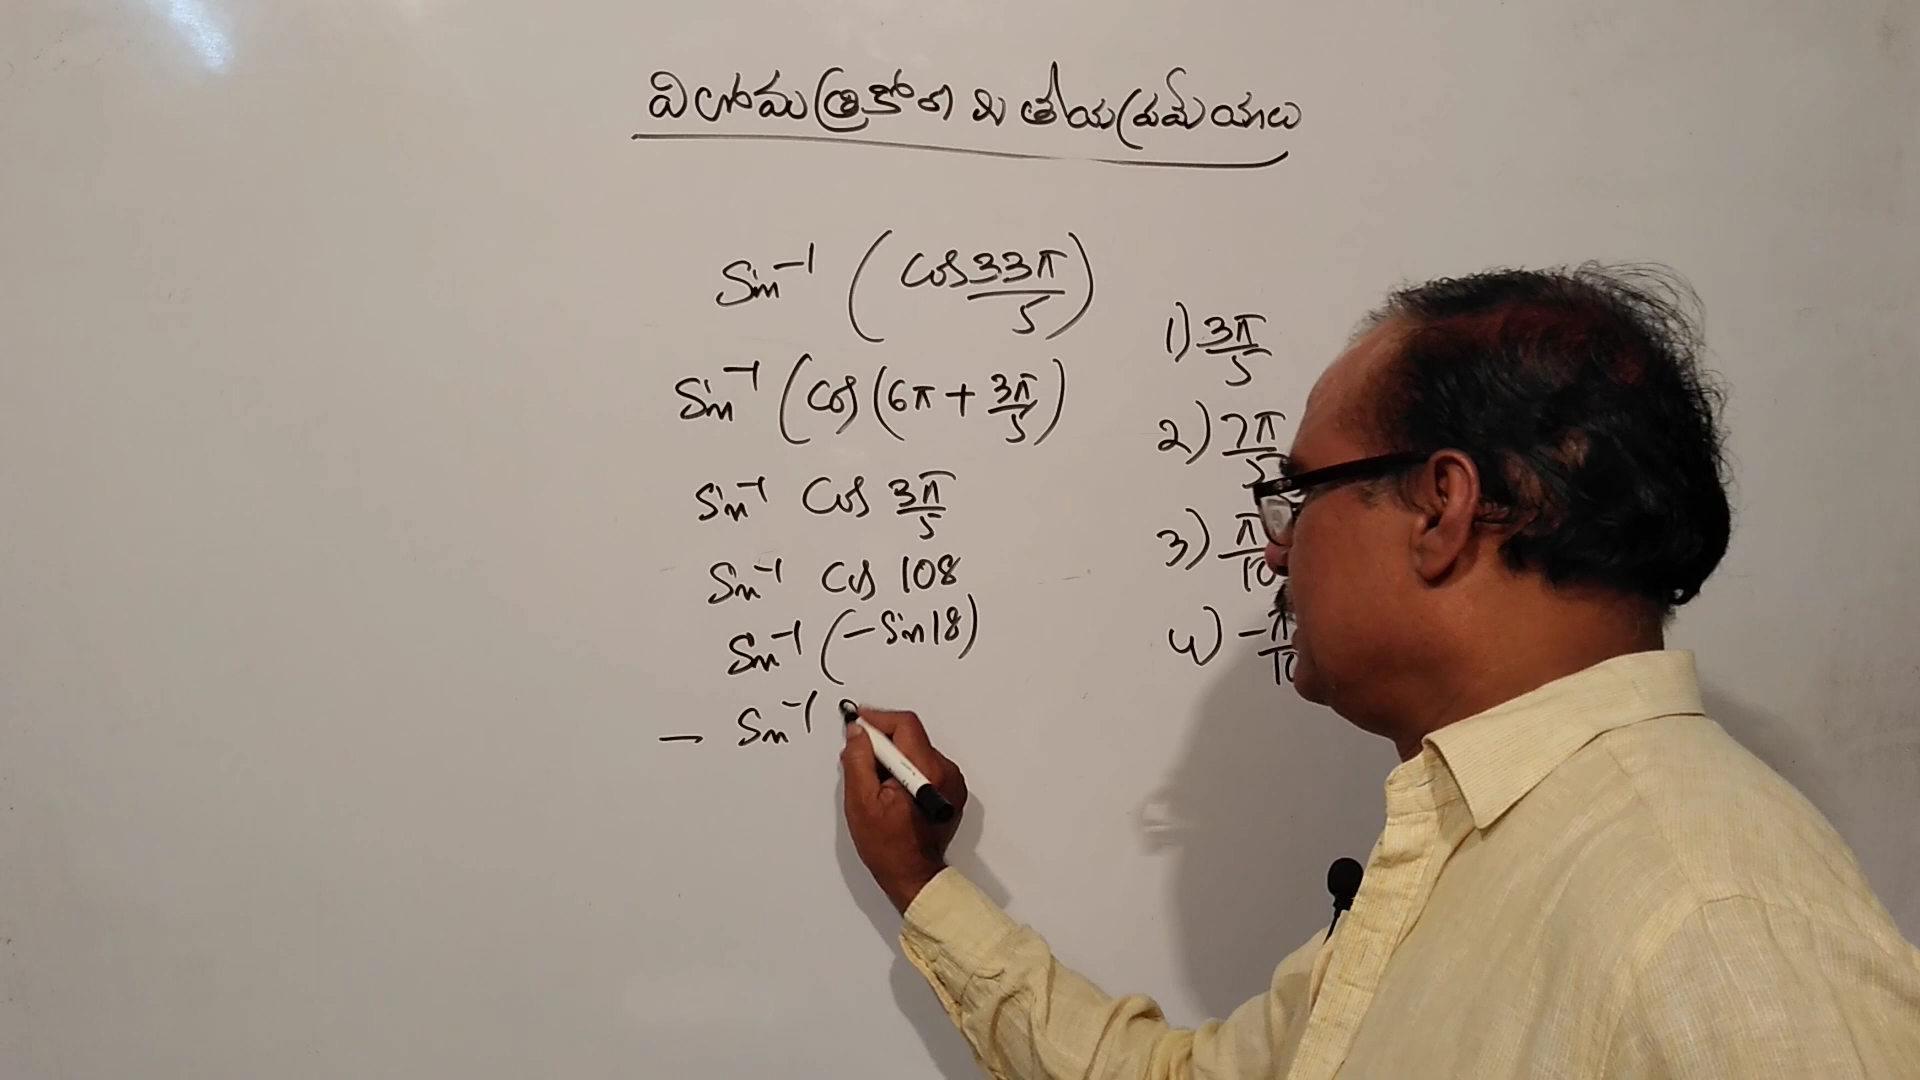 విలోమ త్రికోణ మితీయ ప్రమేయాలు
Sin⁻¹ (cos 33π/5)
Sin⁻¹ (cos (6π + 3π/5)
Sin⁻¹ Cos 3π/5
Sin⁻¹ Cos 108
Sin⁻¹ (- Sin 18)
- Sin⁻¹
1) 3π/5
2) 7π/5
3) π/10
4) -π/10